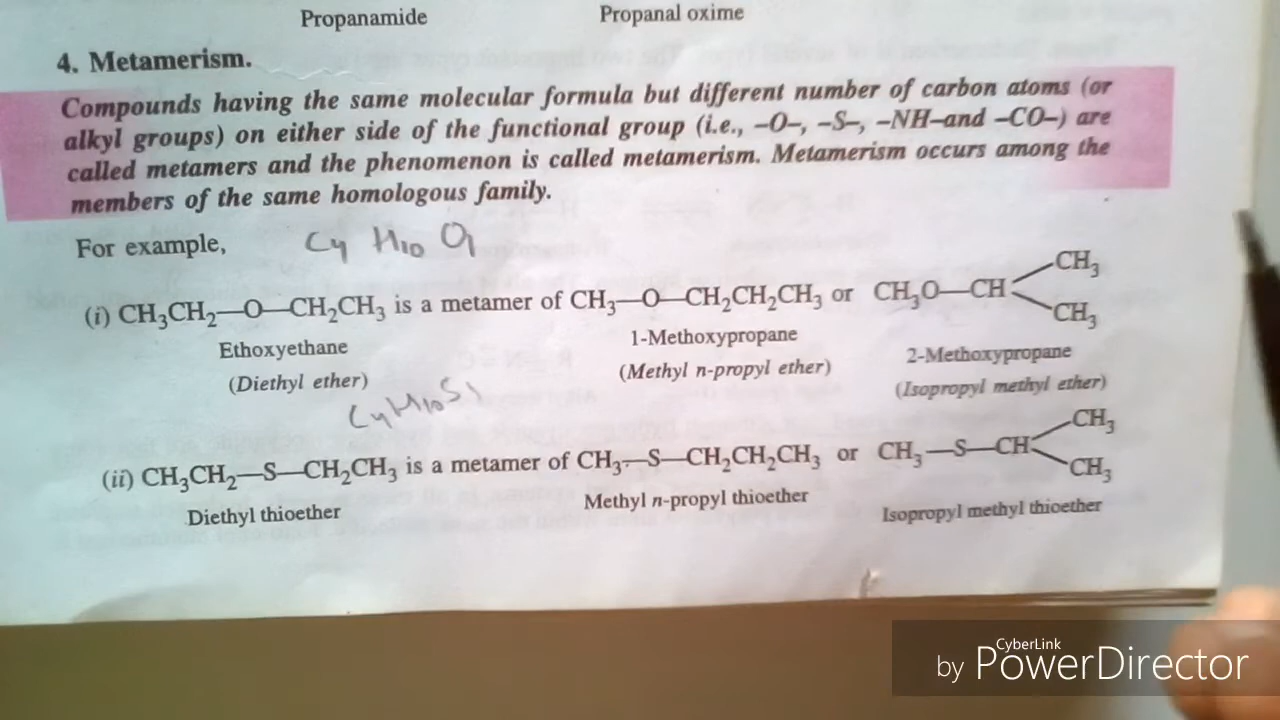 Propanamide Propanal oxime
4. Metamerism.
Compounds having the same molecular formula but different number of carbon atoms (or
alkyl groups) on either side of the functional group (i.e., –O–, –S–, –NH–and –CO–) are
called metamers and the phenomenon is called metamerism. Metamerism occurs among the
members of the same homologous family.
For example, C4 H10 O1
(i) CH3CH2—O—CH2CH3 is a metamer of CH3—O—CH2CH2CH3 or CH3O—CH CH3 CH3
Ethoxyethane 1-Methoxypropane 2-Methoxypropane
(Diethyl ether) (Methyl n-propyl ether) (Isopropyl methyl ether)
C4H10S1
(ii) CH3CH2—S—CH2CH3 is a metamer of CH3—S—CH2CH2CH3 or CH3—S—CH CH3 CH3
Diethyl thioether Methyl n-propyl thioether Isopropyl methyl thioether
CyberLink
by PowerDirector